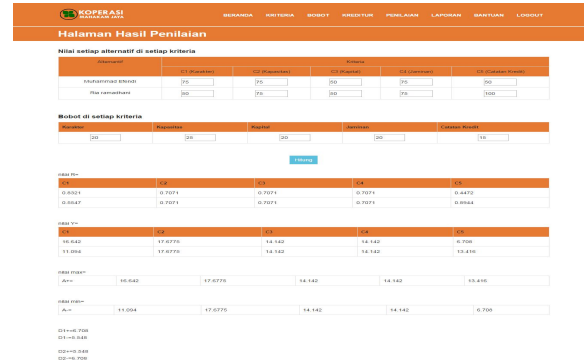 KOPERASI
MAHAKAM JAYA
BERANDA KRITERIA BOBOT KREDITUR PENILAIAN LAPORAN BANTUAN LOGOUT
Halaman Hasil Penilaian
Nilai setiap alternatif di setiap kriteria
Alternatif Kriteria
C1 (Karakter) C2 (Kapasitas) C3 (Kapital) C4 (Jaminan) C5 (Catatan Kredit)
Muhammad Efendi 75 75 50 75 50
Ria ramadhani 50 75 50 75 100
Bobot di setiap kriteria
Karakter Kapasitas Kapital Jaminan Catatan Kredit
20 25 20 20 15
Hitung
nilai R=
C1 C2 C3 C4 C5
0.8321 0.7071 0.7071 0.7071 0.4472
0.5547 0.7071 0.7071 0.7071 0.8944
nilai Y=
C1 C2 C3 C4 C5
16.642 17.6775 14.142 14.142 6.708
11.094 17.6775 14.142 14.142 13.416
nilai max=
A+= 16.642 17.6775 14.142 14.142 13.416
nilai min=
A-= 11.094 17.6775 14.142 14.142 6.708
D1+=6.708
D1-=5.548
D2+=5.548
D2-=6.708